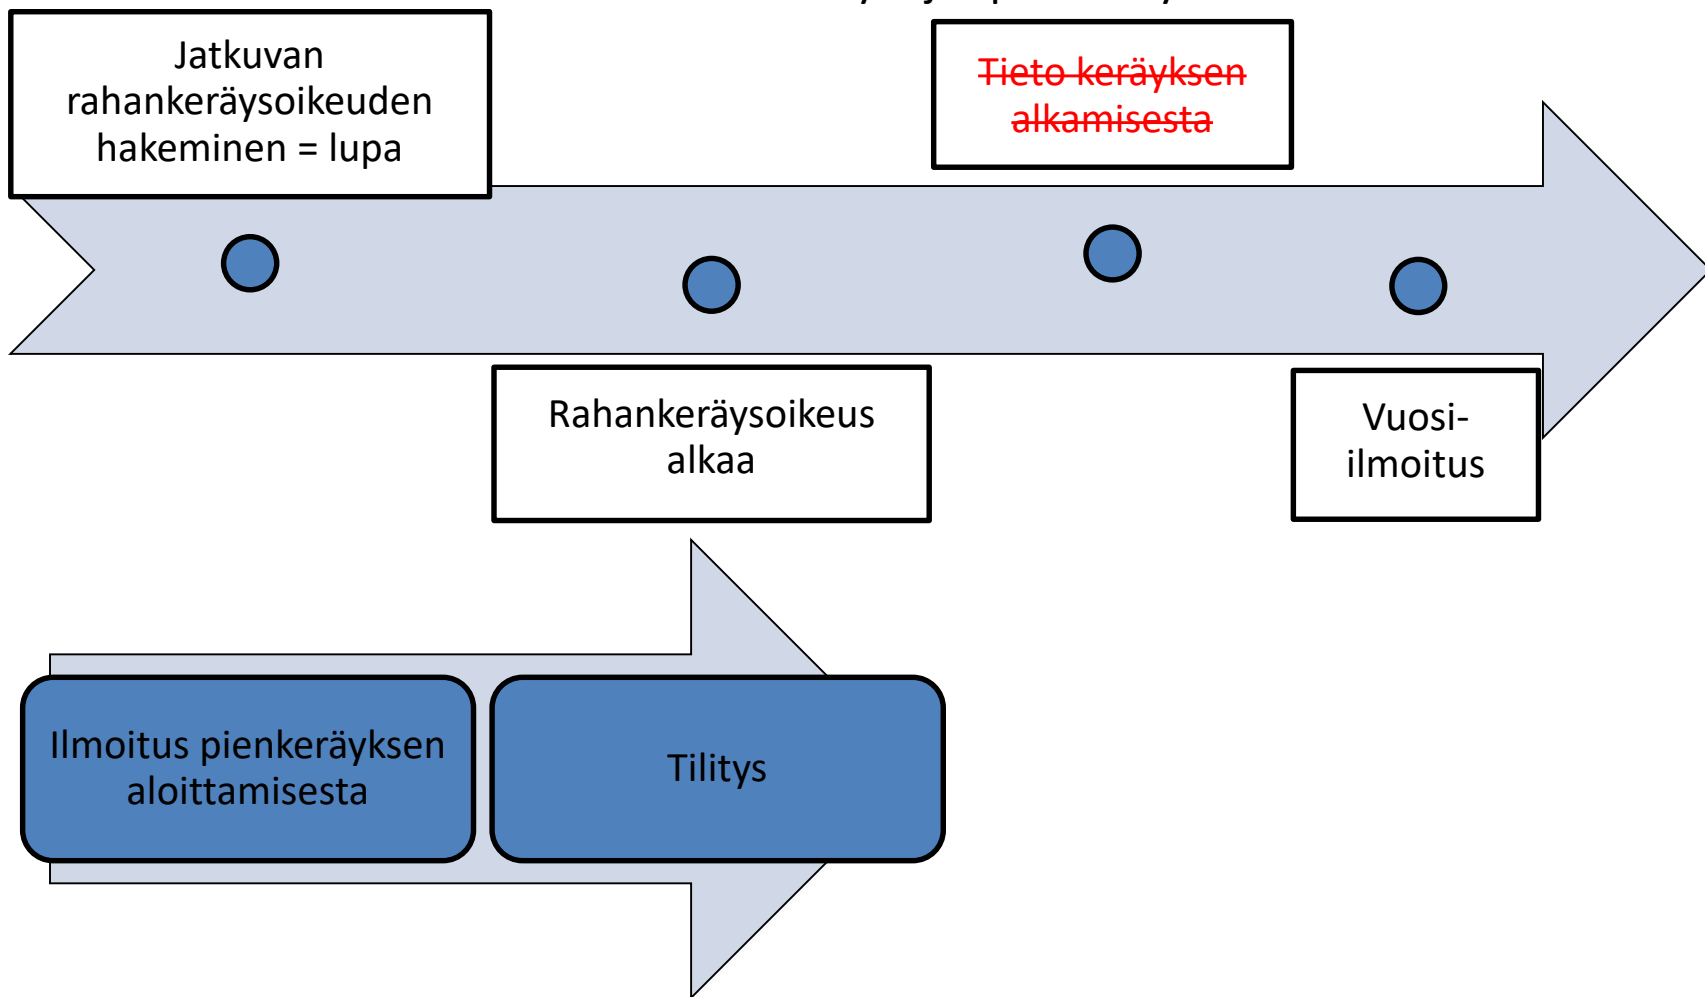 Jatkuvan
rahankeräysoikeuden
hakeminen = lupa
Tieto keräyksen
alkamisesta
Rahankeräysoikeus
alkaa
Vuosi-
ilmoitus
Ilmoitus pienkeräyksen
aloittamisesta
Tilitys